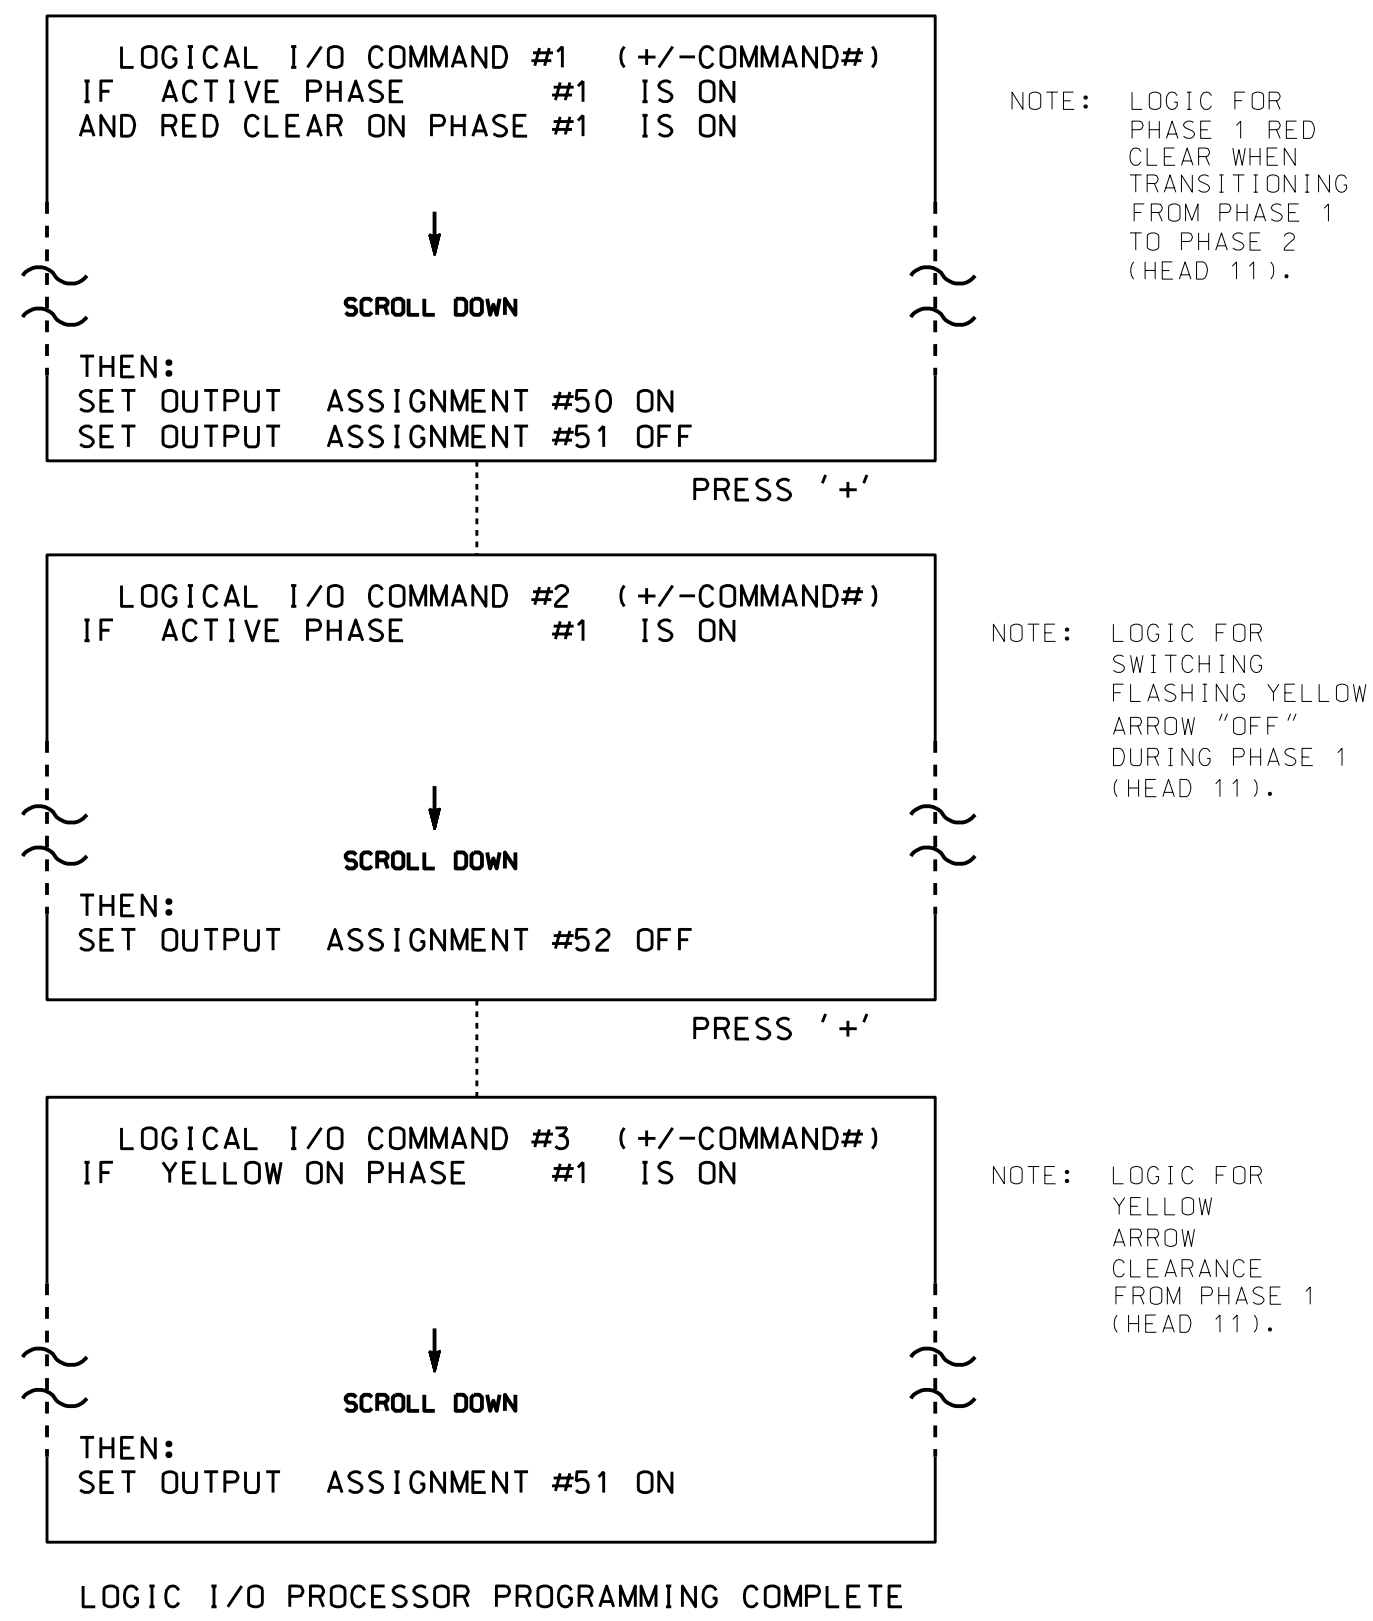 LOGICAL I/O COMMAND #1 (+/-COMMAND#)
IF ACTIVE PHASE #1 IS ON
AND RED CLEAR ON PHASE #1 IS ON
SCROLL DOWN
THEN:
SET OUTPUT ASSIGNMENT #50 ON
SET OUTPUT ASSIGNMENT #51 OFF
NOTE: LOGIC FOR
PHASE 1 RED
CLEAR WHEN
TRANSITIONING
FROM PHASE 1
TO PHASE 2
(HEAD 11).
PRESS '+'
LOGICAL I/O COMMAND #2 (+/-COMMAND#)
IF ACTIVE PHASE #1 IS ON
SCROLL DOWN
THEN:
SET OUTPUT ASSIGNMENT #52 OFF
NOTE: LOGIC FOR
SWITCHING
FLASHING YELLOW
ARROW "OFF"
DURING PHASE 1
(HEAD 11).
PRESS '+'
LOGICAL I/O COMMAND #3 (+/-COMMAND#)
IF YELLOW ON PHASE #1 IS ON
SCROLL DOWN
THEN:
SET OUTPUT ASSIGNMENT #51 ON
NOTE: LOGIC FOR
YELLOW
ARROW
CLEARANCE
FROM PHASE 1
(HEAD 11).
LOGIC I/O PROCESSOR PROGRAMMING COMPLETE